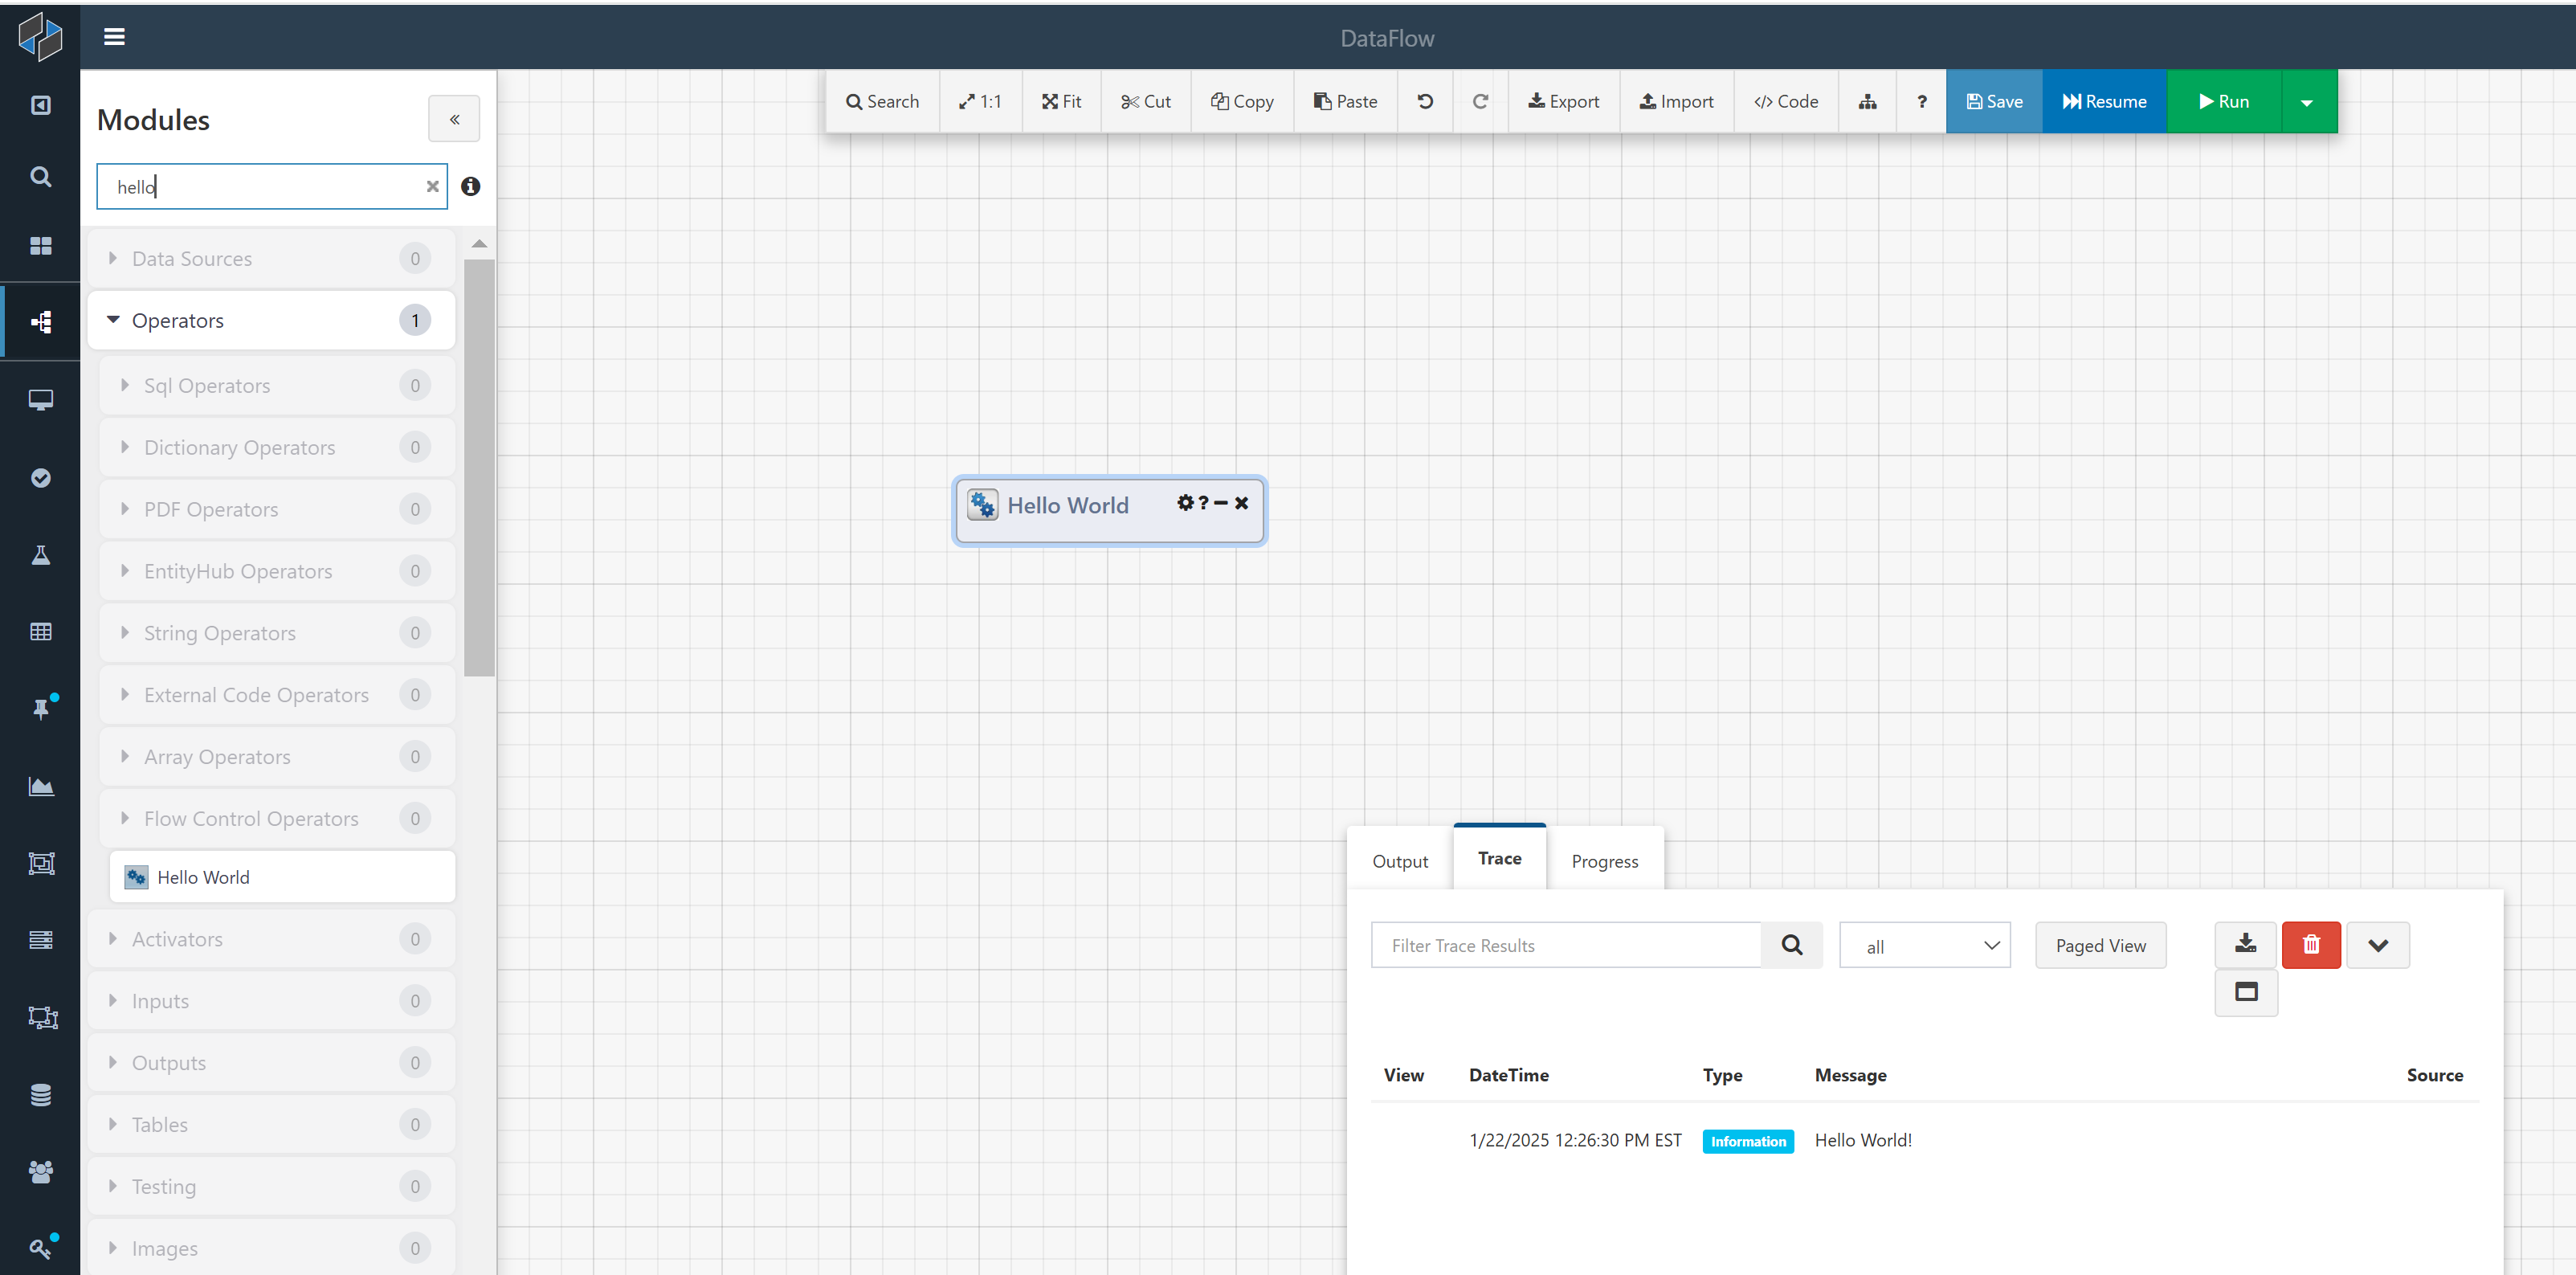 DataFlow
Modules
«
hello
Search
1:1
Fit
Cut
Copy
Paste
Export
Import
</> Code
?
Save
Resume
Run
Data Sources 0
Operators 1
Sql Operators 0
Dictionary Operators 0
PDF Operators 0
EntityHub Operators 0
String Operators 0
External Code Operators 0
Array Operators 0
Flow Control Operators 0
Hello World
Activators 0
Inputs 0
Outputs 0
Tables 0
Testing 0
Images 0
Hello World ?
Output Trace Progress
Filter Trace Results
all
Paged View
View DateTime Type Message Source
1/22/2025 12:26:30 PM EST Information Hello World!